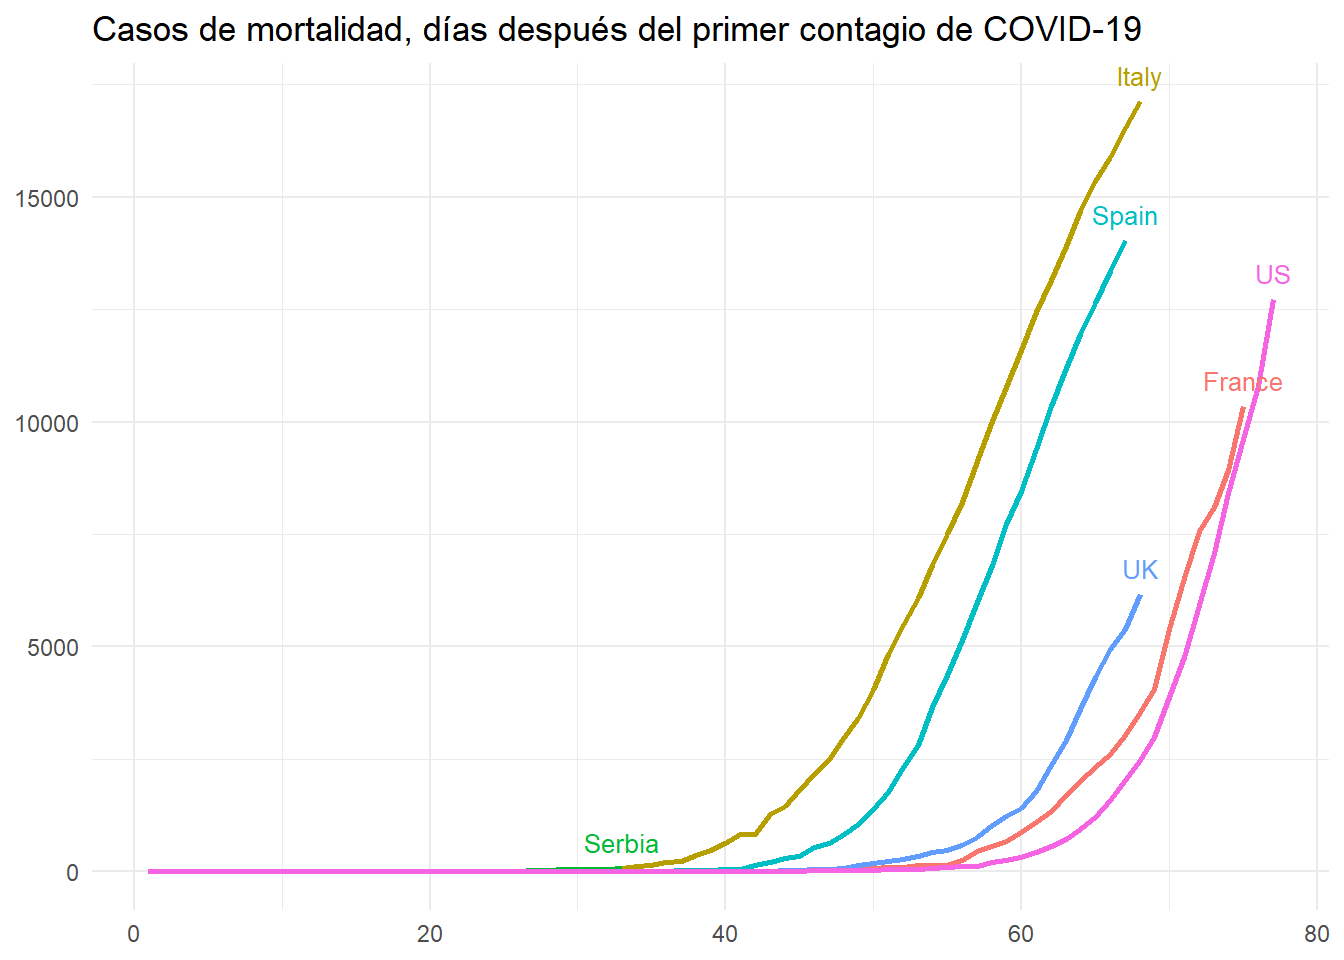 Casos de mortalidad, días después del primer contagio de COVID-19
Italy
15000
Spain
US
France
10000
UK
5000
Serbia
0
0 20 40 60 80